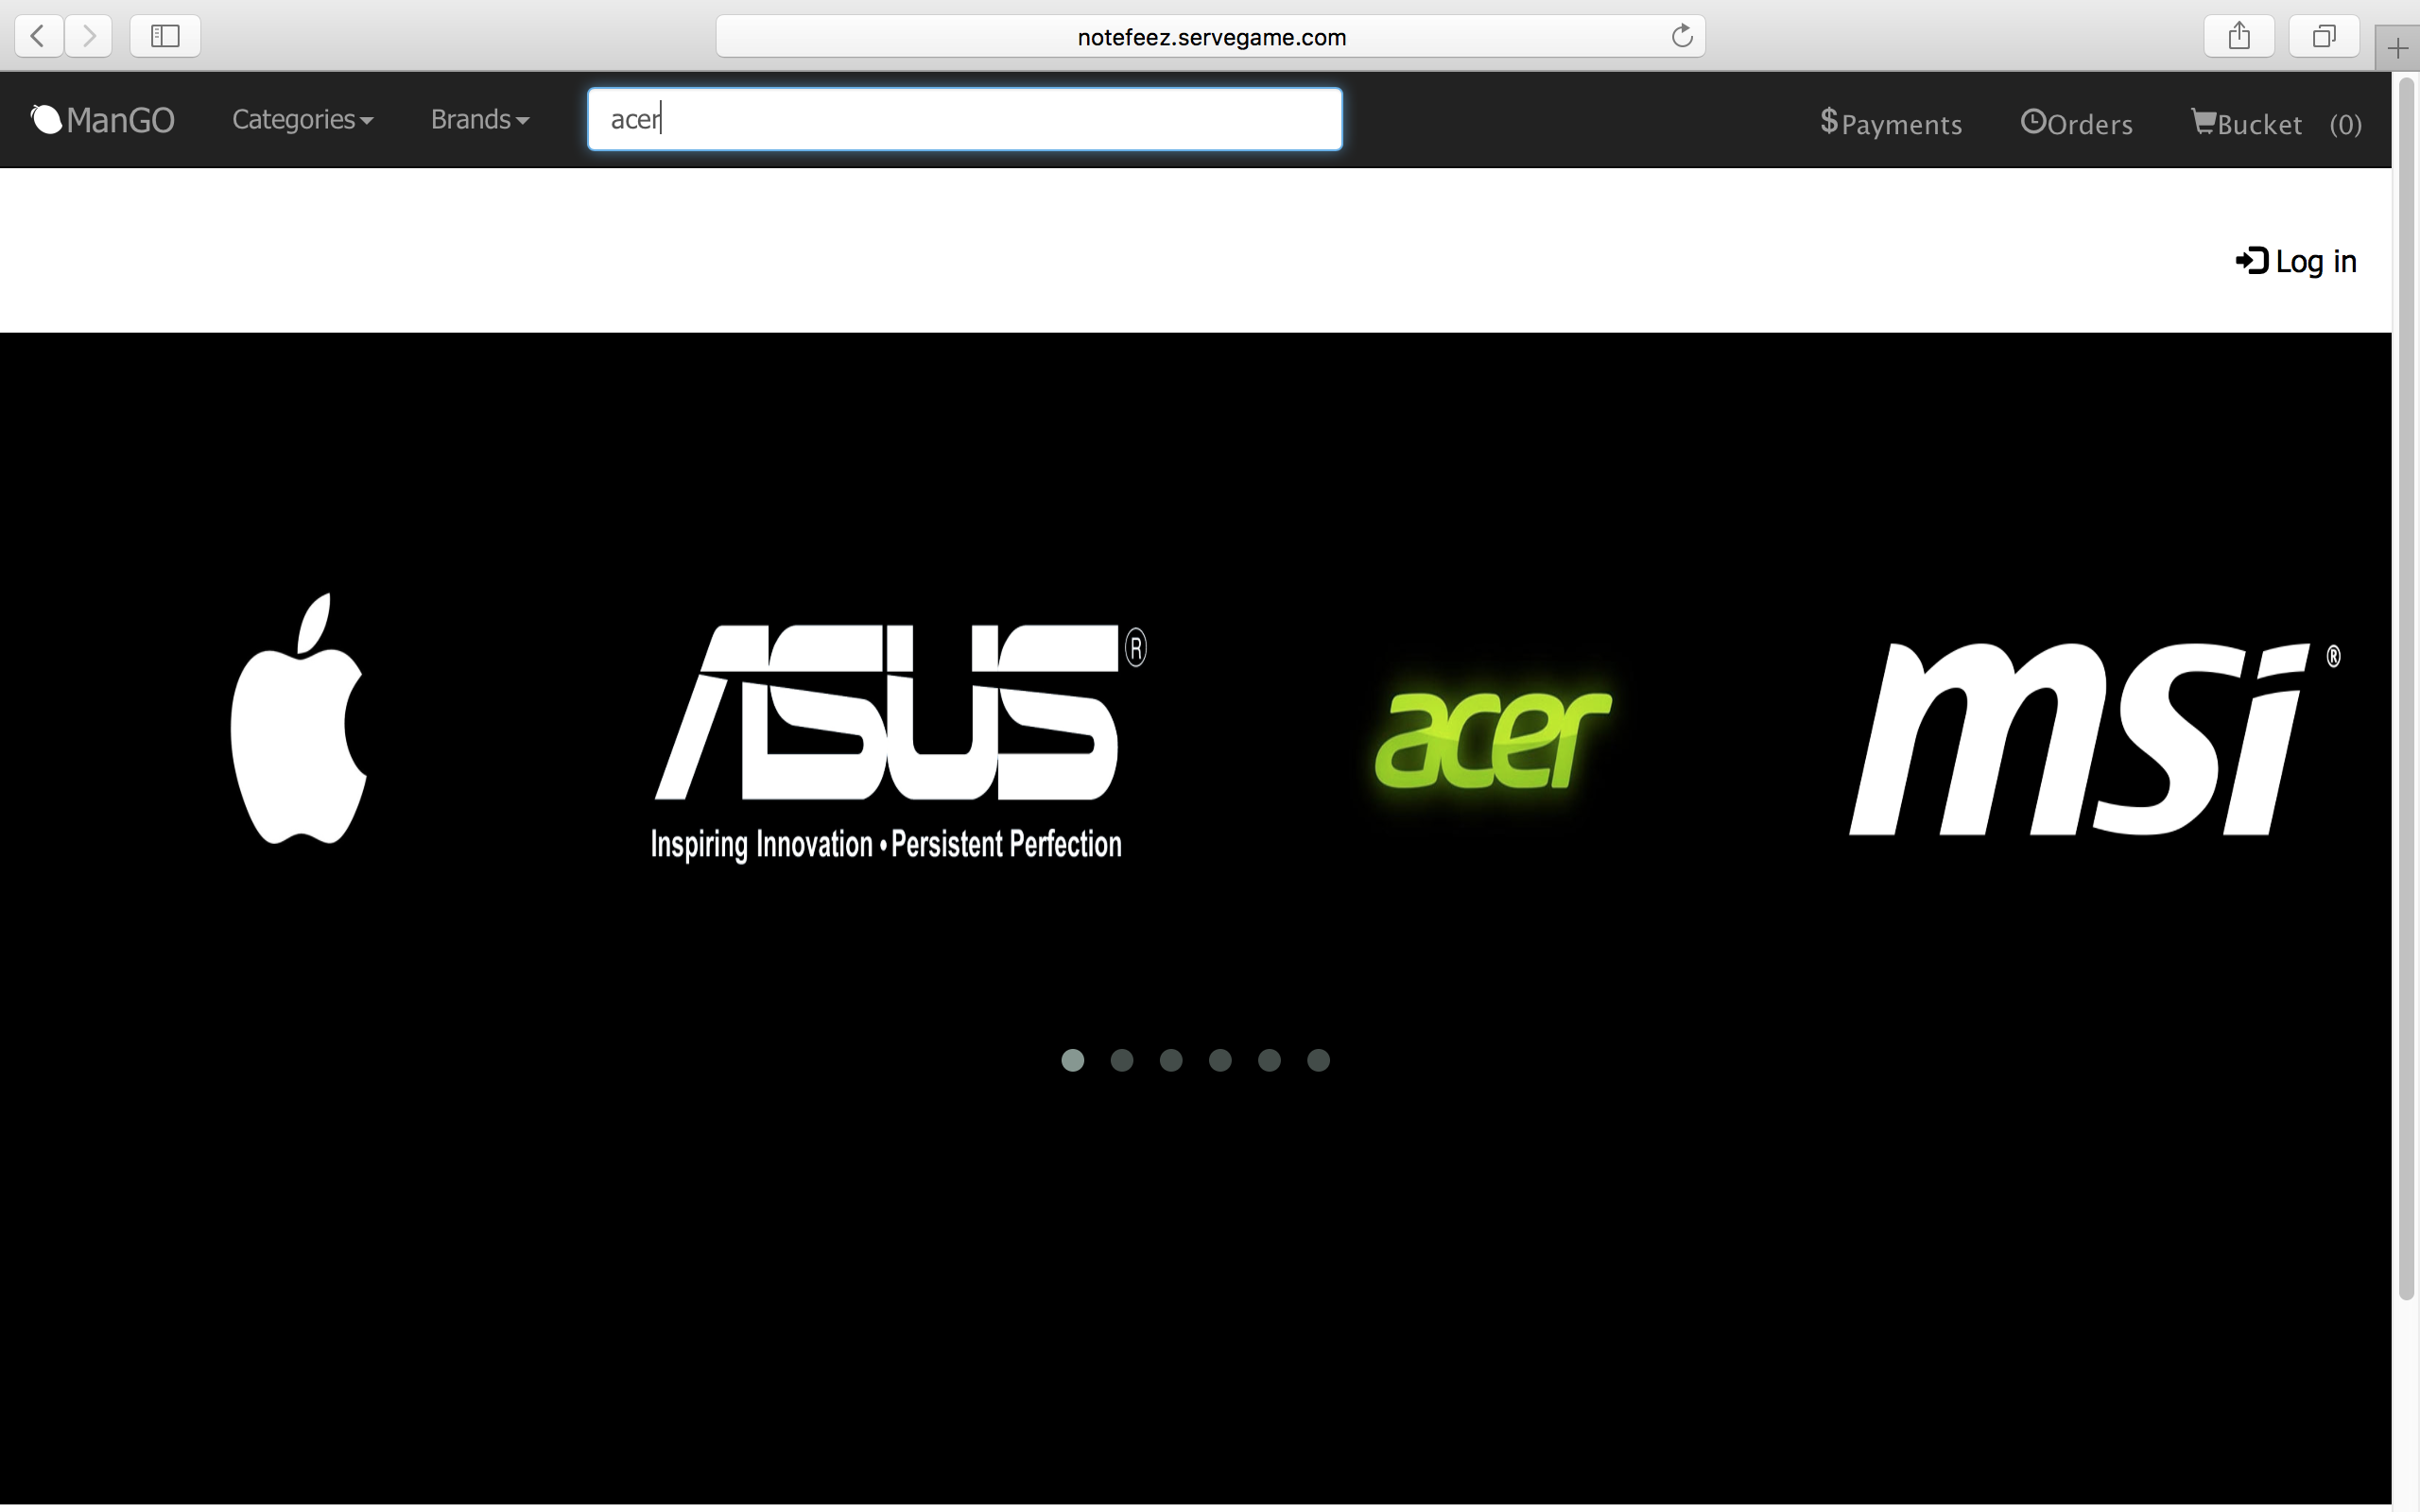 notefeez.servegame.com
ManGO Categories Brands acer $Payments Orders Bucket (0)
Log in
ASUS ® acer msi ®
Inspiring Innovation • Persistent Perfection